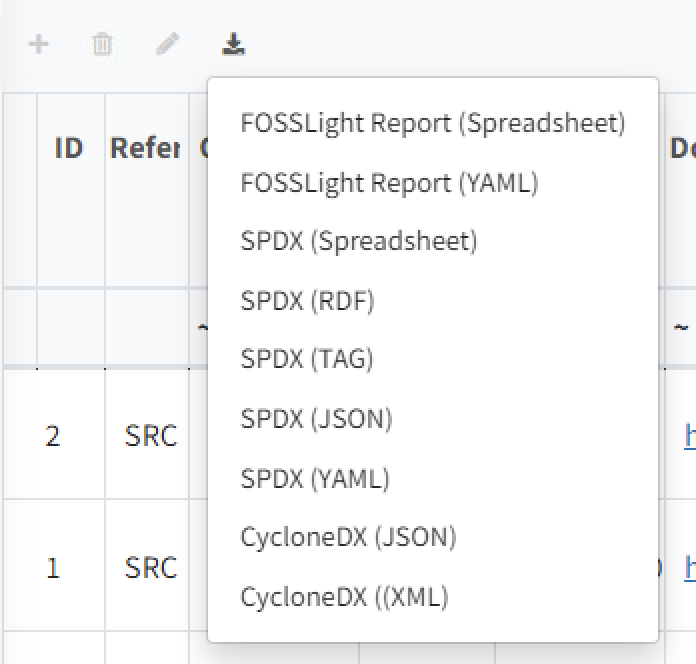 ID Refer
FOSSLight Report (Spreadsheet)
FOSSLight Report (YAML)
SPDX (Spreadsheet)
SPDX (RDF)
~ ~
SPDX (TAG)
SPDX (JSON)
2 SRC
SPDX (YAML)
CycloneDX (JSON)
1 SRC
CycloneDX ((XML)